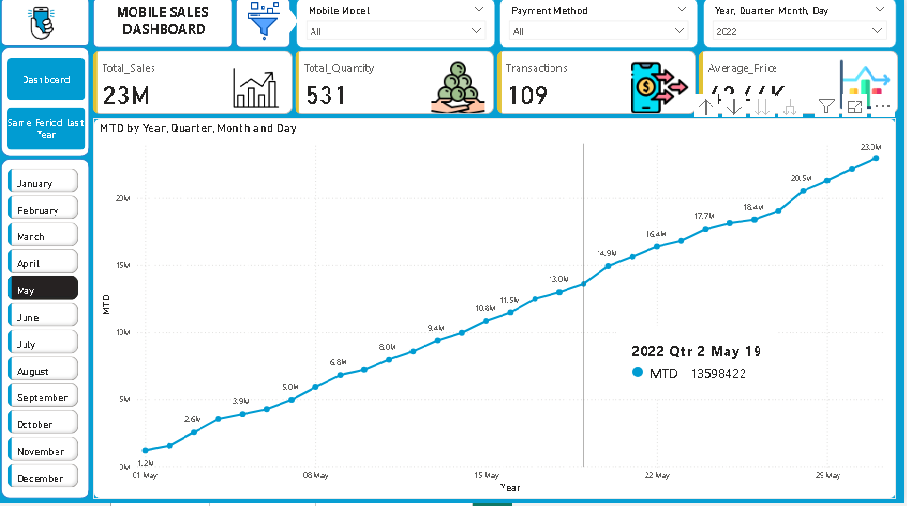 MOBILE SALES
DASHBOARD
Mobile Model
All
Payment Method
All
Year, Quarter, Month, Day
2022
Dashboard
Same Period Last
Year
Total_Sales
23M
Total_Quantity
531
Transactions
109
Average_Price
January
February
March
April
May
June
July
August
September
October
November
December
MTD by Year, Quarter, Month and Day
MTD
20M
15M
10M
5M
0M
1.2M
2.6M
3.9M
5.0M
6.8M
8.0M
9.4M
10.8M
11.5M
13.0M
14.9M
16.4M
17.7M
18.4M
20.5M
23.0M
2022 Qtr 2 May 19
MTD 13598422
01 May
08 May
15 May
22 May
29 May
Year